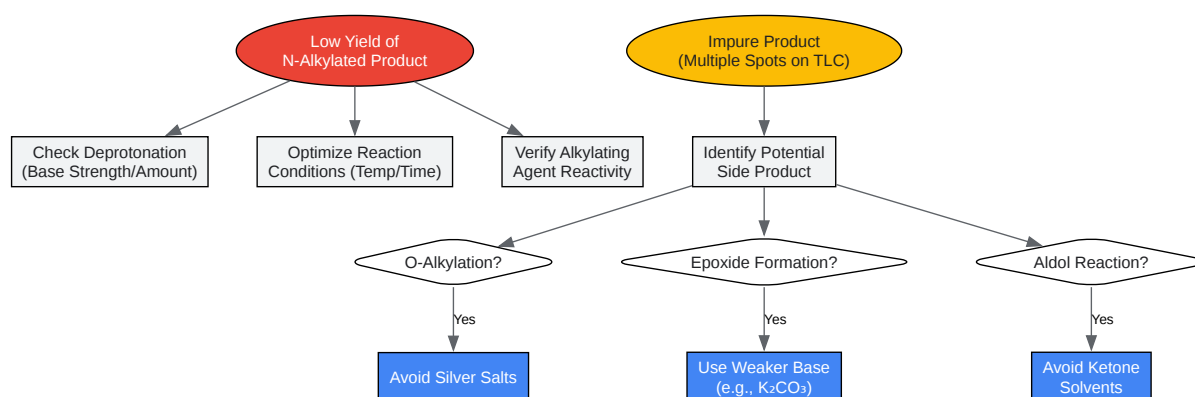 Low Yield of
N-Alkylated Product
Impure Product
(Multiple Spots on TLC)
Check Deprotonation
(Base Strength/Amount)
Optimize Reaction
Conditions (Temp/Time)
Verify Alkylating
Agent Reactivity
Identify Potential
Side Product
O-Alkylation?
Epoxide Formation?
Aldol Reaction?
Yes
Yes
Yes
Avoid Silver Salts
Use Weaker Base
(e.g., K₂CO₃)
Avoid Ketone
Solvents